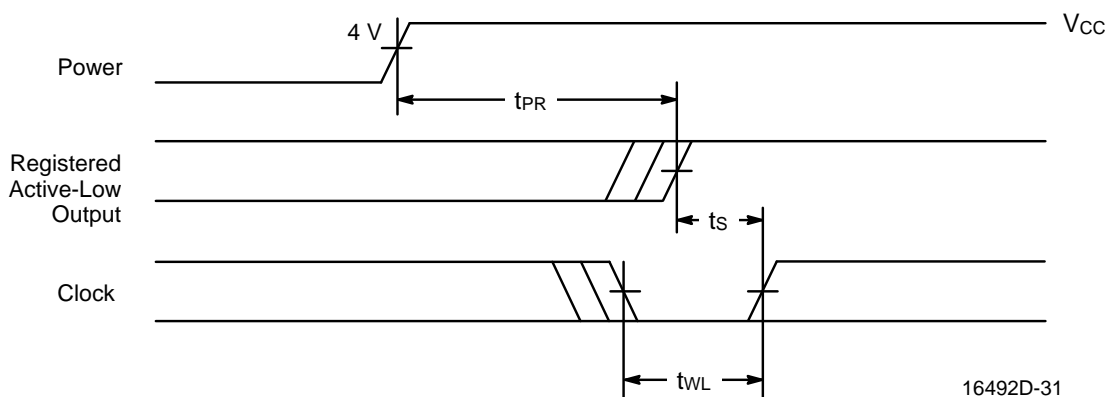 4 V
VCC
Power
tPR
Registered
Active-Low
Output
tS
Clock
tWL
16492D-31